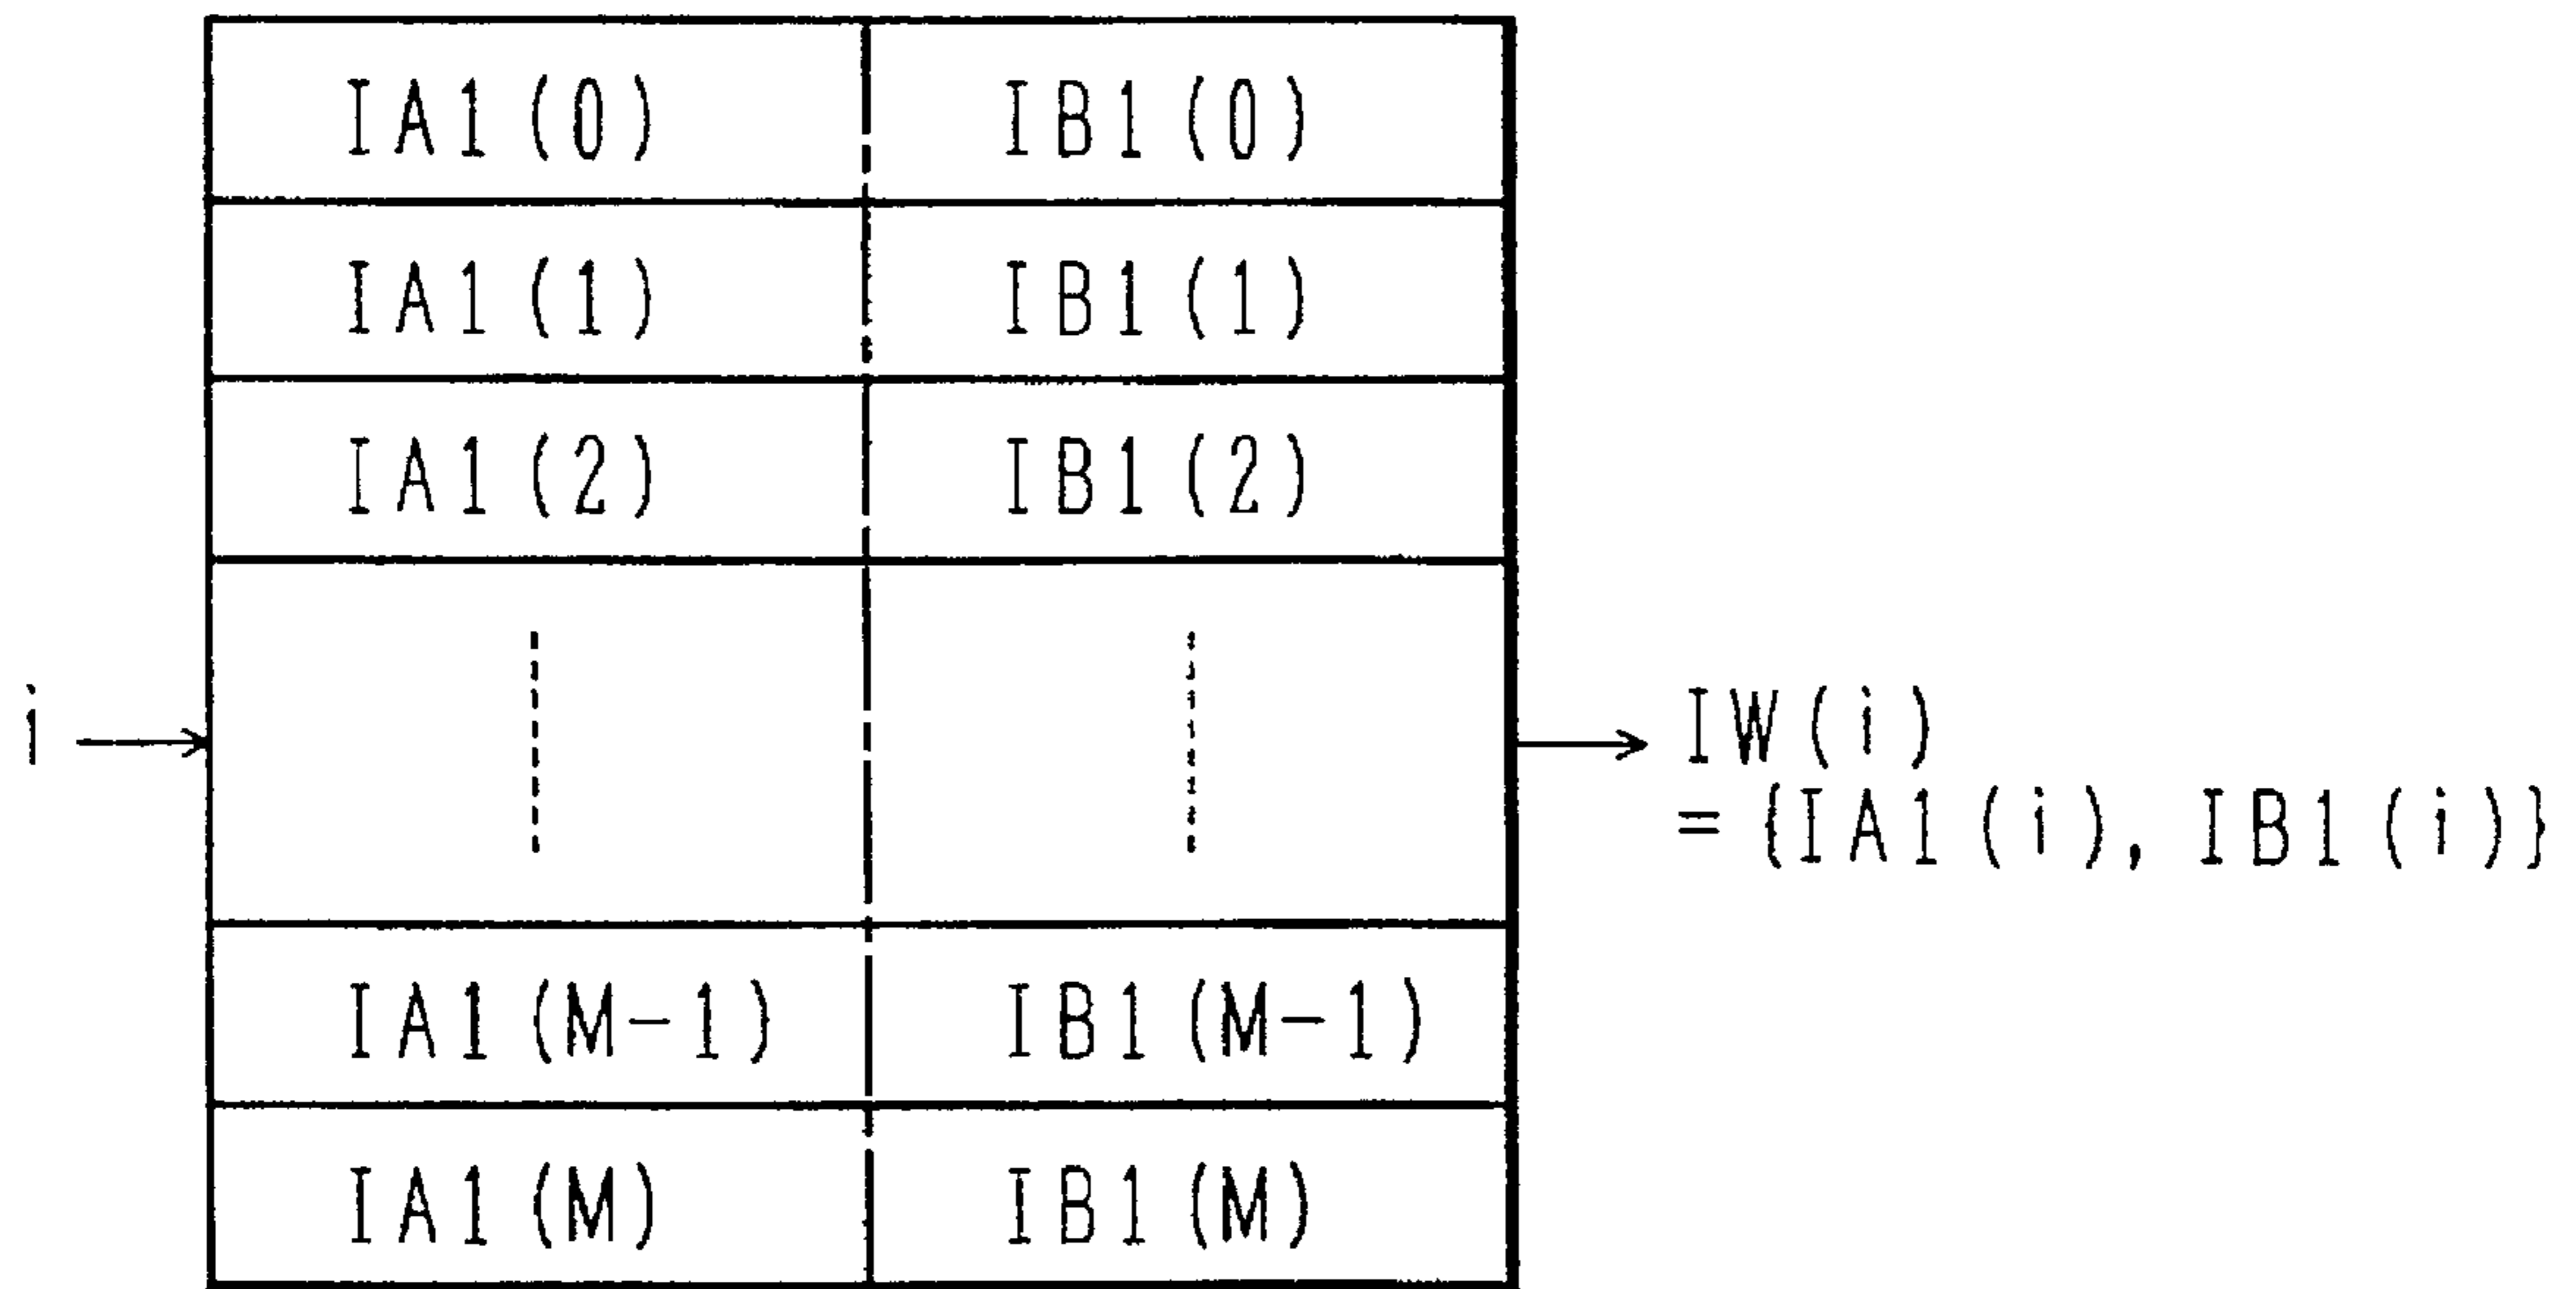 IA1(0) IB1(0)
IA1(1) IB1(1)
IA1(2) IB1(2)
i
IW(i)
={IA1(i), IB1(i)}
IA1(M-1) IB1(M-1)
IA1(M) IB1(M)